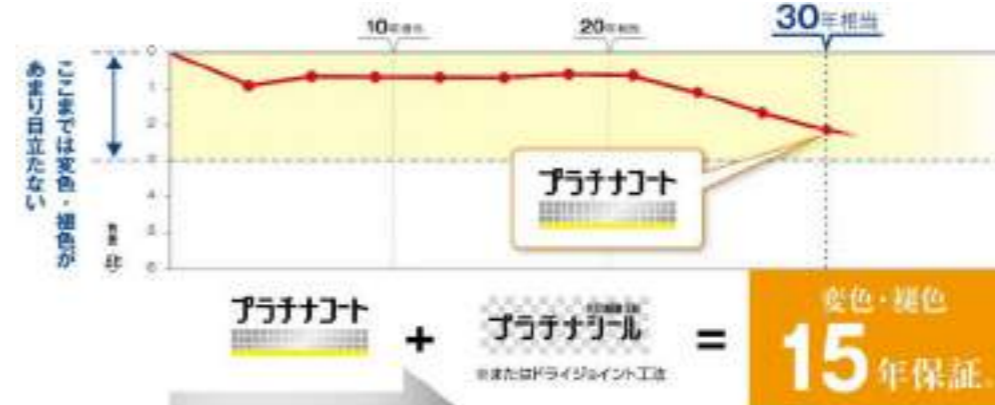 10年相当
20年相当
30年相当
ここまでは変色・褪色が
あまり目立たない
0
1
2
3
4
5
6
プラチナコート
プラチナコート
+
プラチナシール
=
※またはドライジョイント工法
変色・褪色
15年保証。